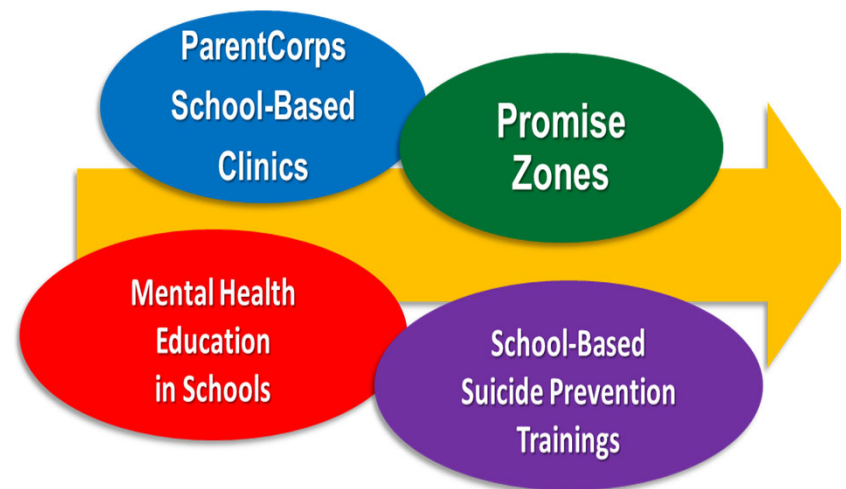 ParentCorps
School-Based
Clinics
Promise
Zones
Mental Health
Education
in Schools
School-Based
Suicide Prevention
Trainings